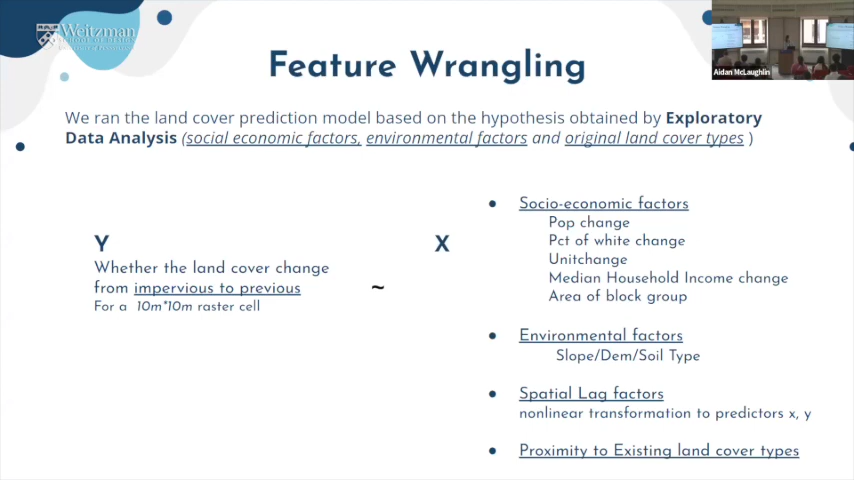 Weitzman
Aidan McLaughlin
Feature Wrangling
We ran the land cover prediction model based on the hypothesis obtained by Exploratory
Data Analysis (social economic factors, environmental factors and original land cover types )
Y
Whether the land cover change
from impervious to previous
For a 10m*10m raster cell
~
X
● Socio-economic factors
Pop change
Pct of white change
Unitchange
Median Household Income change
Area of block group
● Environmental factors
Slope/Dem/Soil Type
● Spatial Lag factors
nonlinear transformation to predictors x, y
● Proximity to Existing land cover types